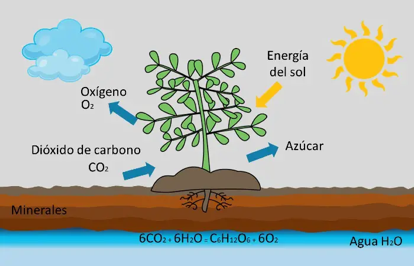 Energía
del sol
Oxígeno
O₂
Azúcar
Dióxido de carbono
CO₂
Minerales
6CO₂ + 6H₂O = C₆H₁₂O₆ + 6O₂
Agua H₂O